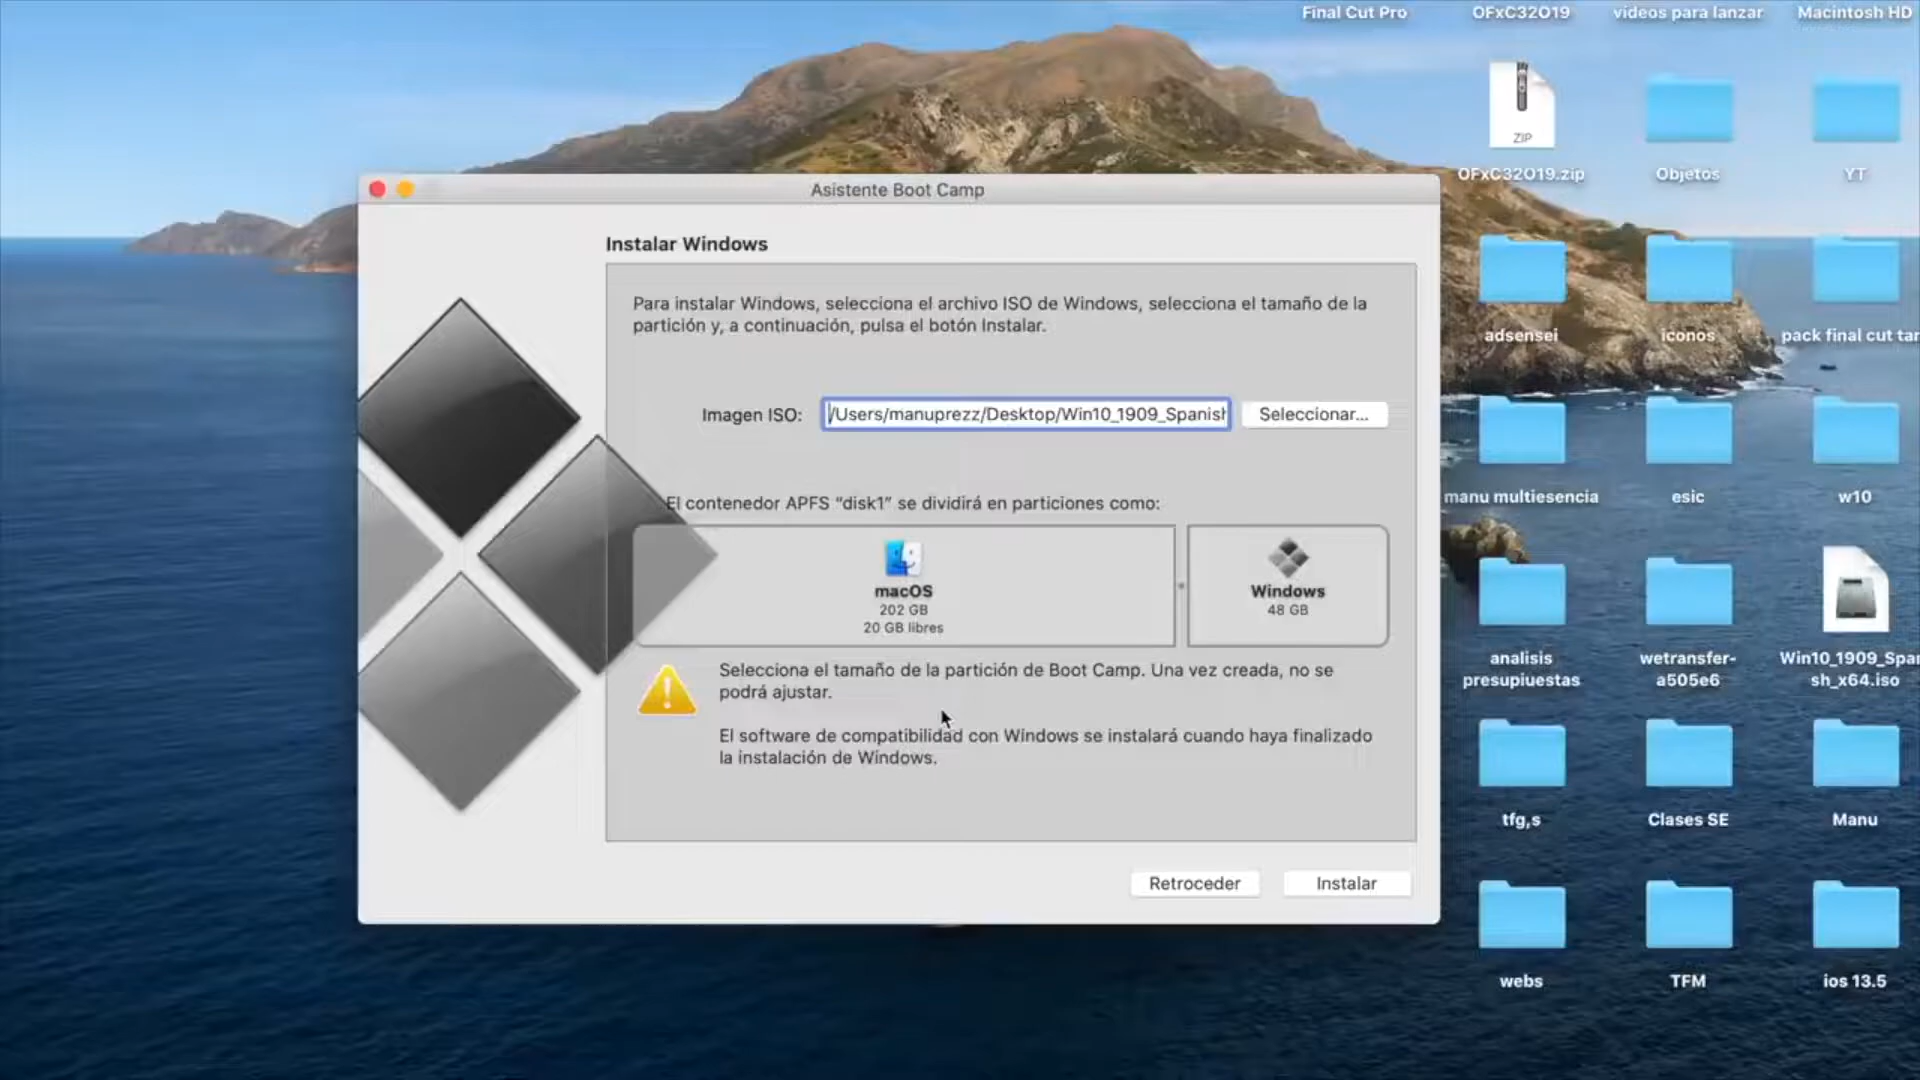 Final Cut Pro
OFxC32O19
videos para lanzar
Macintosh HD
ZIP
OFxC32O19.zip
Objetos
YT
Asistente Boot Camp
Instalar Windows
Para instalar Windows, selecciona el archivo ISO de Windows, selecciona el tamaño de la
partición y, a continuación, pulsa el botón Instalar.
Imagen ISO:
/Users/manuprezz/Desktop/Win10_1909_Spanish
Seleccionar...
El contenedor APFS “disk1” se dividirá en particiones como:
macOS
202 GB
20 GB libres
Windows
48 GB
Selecciona el tamaño de la partición de Boot Camp. Una vez creada, no se
podrá ajustar.
El software de compatibilidad con Windows se instalará cuando haya finalizado
la instalación de Windows.
Retroceder
Instalar
adsensei
iconos
pack final cut tar
manu multiesencia
esic
w10
analisis
presupiuestas
wetransfer-
a505e6
Win10_1909_Spa
sh_x64.iso
tfg,s
Clases SE
Manu
webs
TFM
ios 13.5